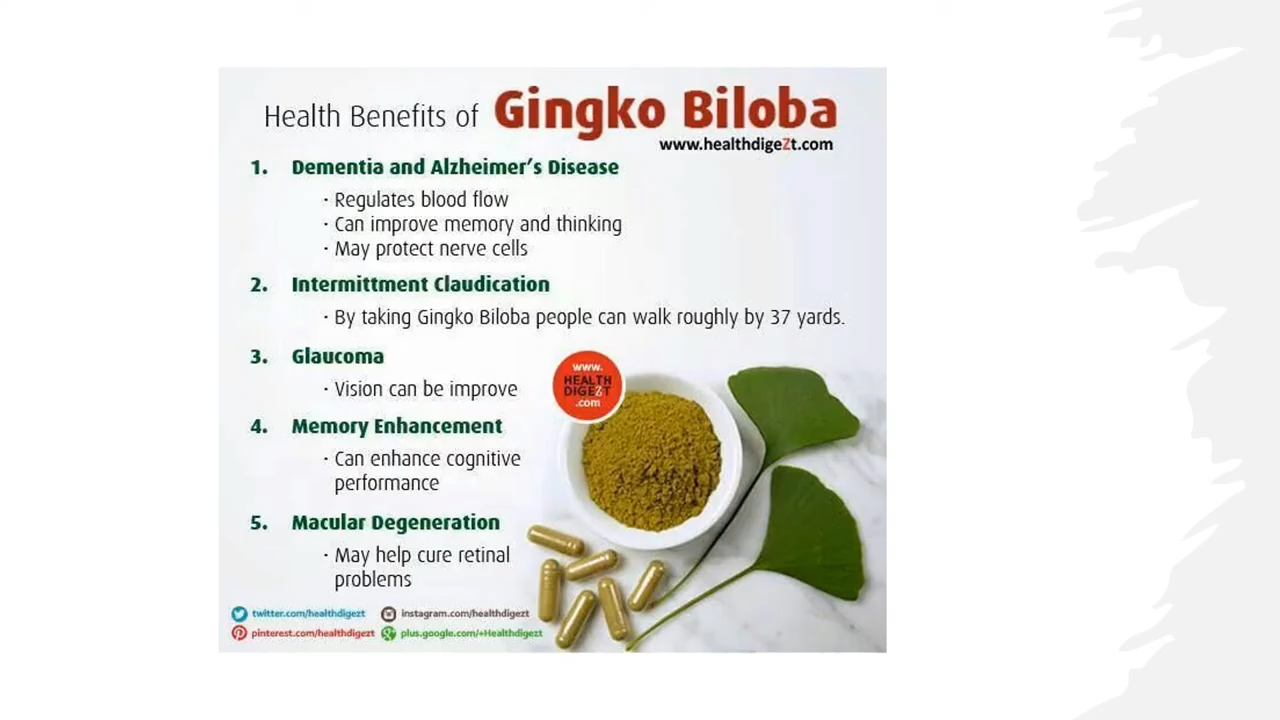 Health Benefits of Gingko Biloba
www.healthdigeZt.com
1. Dementia and Alzheimer's Disease
· Regulates blood flow
· Can improve memory and thinking
· May protect nerve cells
2. Intermittment Claudication
· By taking Gingko Biloba people can walk roughly by 37 yards.
3. Glaucoma
· Vision can be improve
www.
HEALTH
DIGEZT
.com
4. Memory Enhancement
· Can enhance cognitive
performance
5. Macular Degeneration
· May help cure retinal
problems
twitter.com/healthdigezt instagram.com/healthdigezt
pinterest.com/healthdigezt plus.google.com/+Healthdigezt